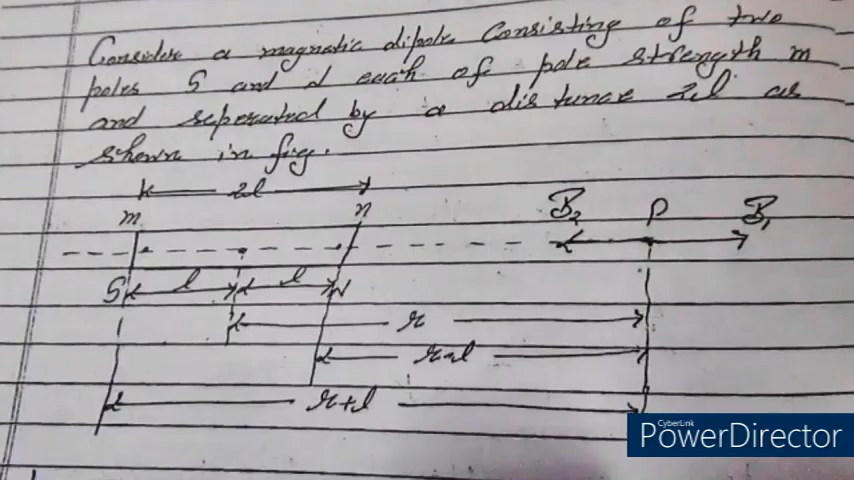 Consider a magnetic dipole Consisting of two
poles S and N each of pole strength m
and seperated by a distance 2l as
shown in fig.
2l
m n B₂ P B₁
S l l N
r
r-l
r+l
CyberLink
PowerDirector